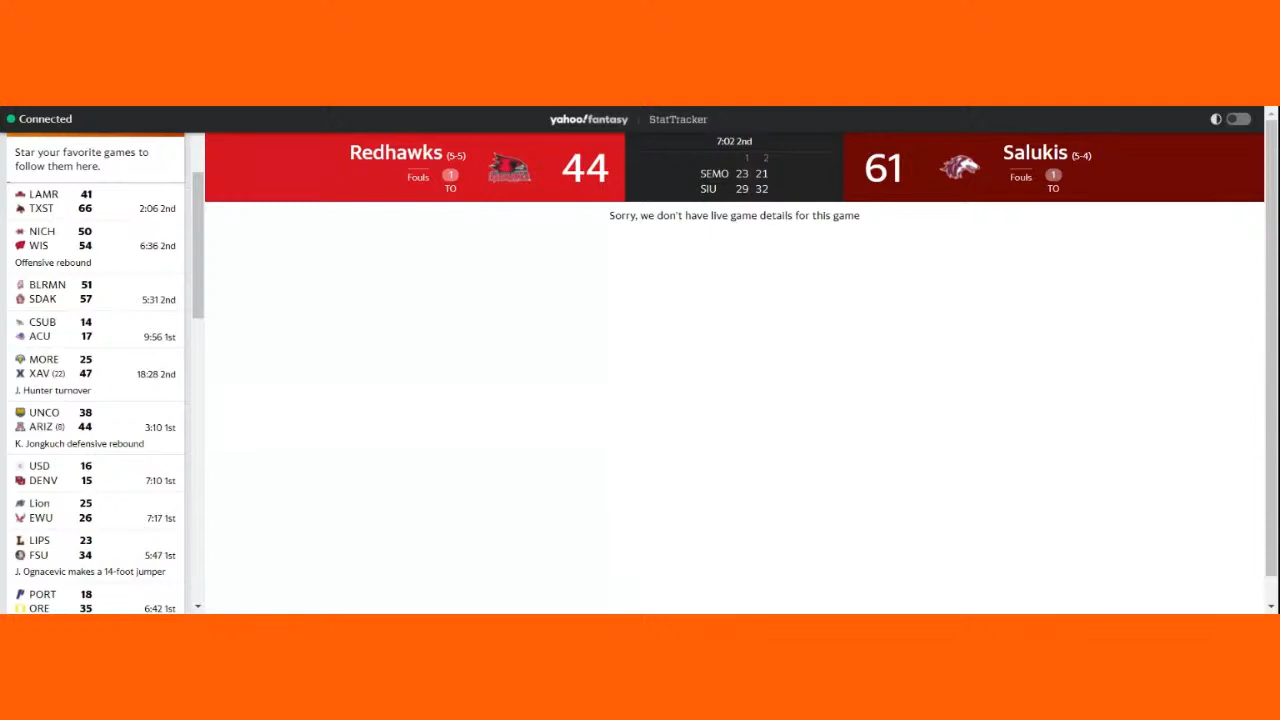 Connected
yahoo!fantasy StatTracker
Star your favorite games to
follow them here.
LAMR 41
TXST 66 2:06 2nd
NICH 50
WIS 54 6:36 2nd
Offensive rebound
BLRMN 51
SDAK 57 5:31 2nd
CSUB 14
ACU 17 9:56 1st
MORE 25
XAV (22) 47 18:28 2nd
J. Hunter turnover
UNCO 38
ARIZ (8) 44 3:10 1st
K. Jongkuch defensive rebound
USD 16
DENV 15 7:10 1st
Lion 25
EWU 26 7:17 1st
LIPS 23
FSU 34 5:47 1st
J. Ognacevic makes a 14-foot jumper
PORT 18
ORE 35 6:42 1st
Redhawks (5-5)
Fouls 1
TO
44
7:02 2nd
1 2
SEMO 23 21
SIU 29 32
61
Salukis (5-4)
Fouls 1
TO
Sorry, we don't have live game details for this game